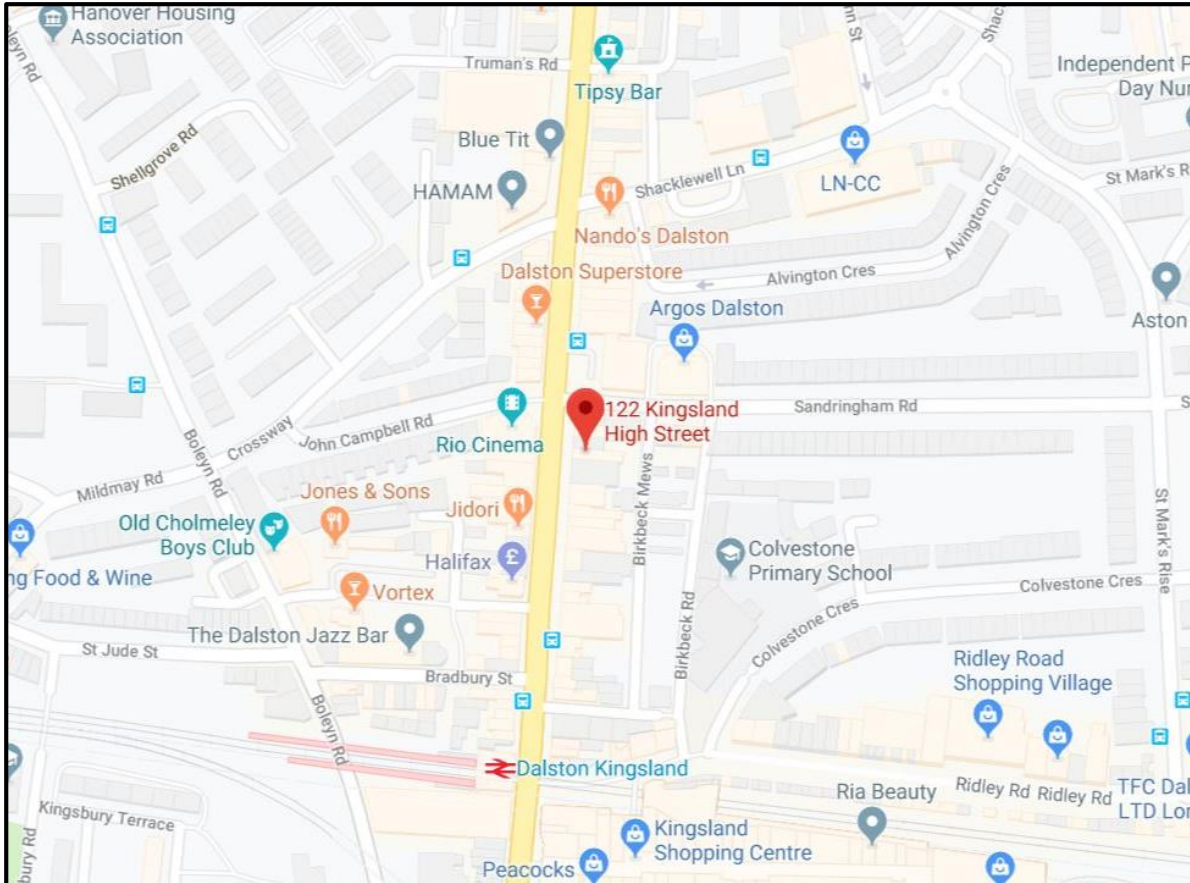 Hanover Housing
Association
Boleyn Rd
Truman's Rd
Tipsy Bar
Independent P
Day Nur
Blue Tit
Shellgrove Rd
HAMAM
Shacklewell Ln
LN-CC
St Mark's R
Nando's Dalston
Alvington Cres
Alvington Cres
Dalston Superstore
Argos Dalston
Aston
122 Kingsland
High Street
Sandringham Rd
S
Rio Cinema
John Campbell Rd
Crossway
Boleyn Rd
Mildmay Rd
Jones & Sons
Jidori
Old Cholmeley
Boys Club
Birkbeck Mews
St Mark's Rise
Halifax
Colvestone
Primary School
ng Food & Wine
Vortex
Colvestone Cres
Colvestone Cres
The Dalston Jazz Bar
Birkbeck Rd
St Jude St
Bradbury St
Ridley Road
Shopping Village
Boleyn Rd
Dalston Kingsland
Ridley Rd
Ridley Rd
TFC Dal
LTD Lon
Ria Beauty
Kingsbury Terrace
bury Rd
Kingsland
Shopping Centre
Peacocks